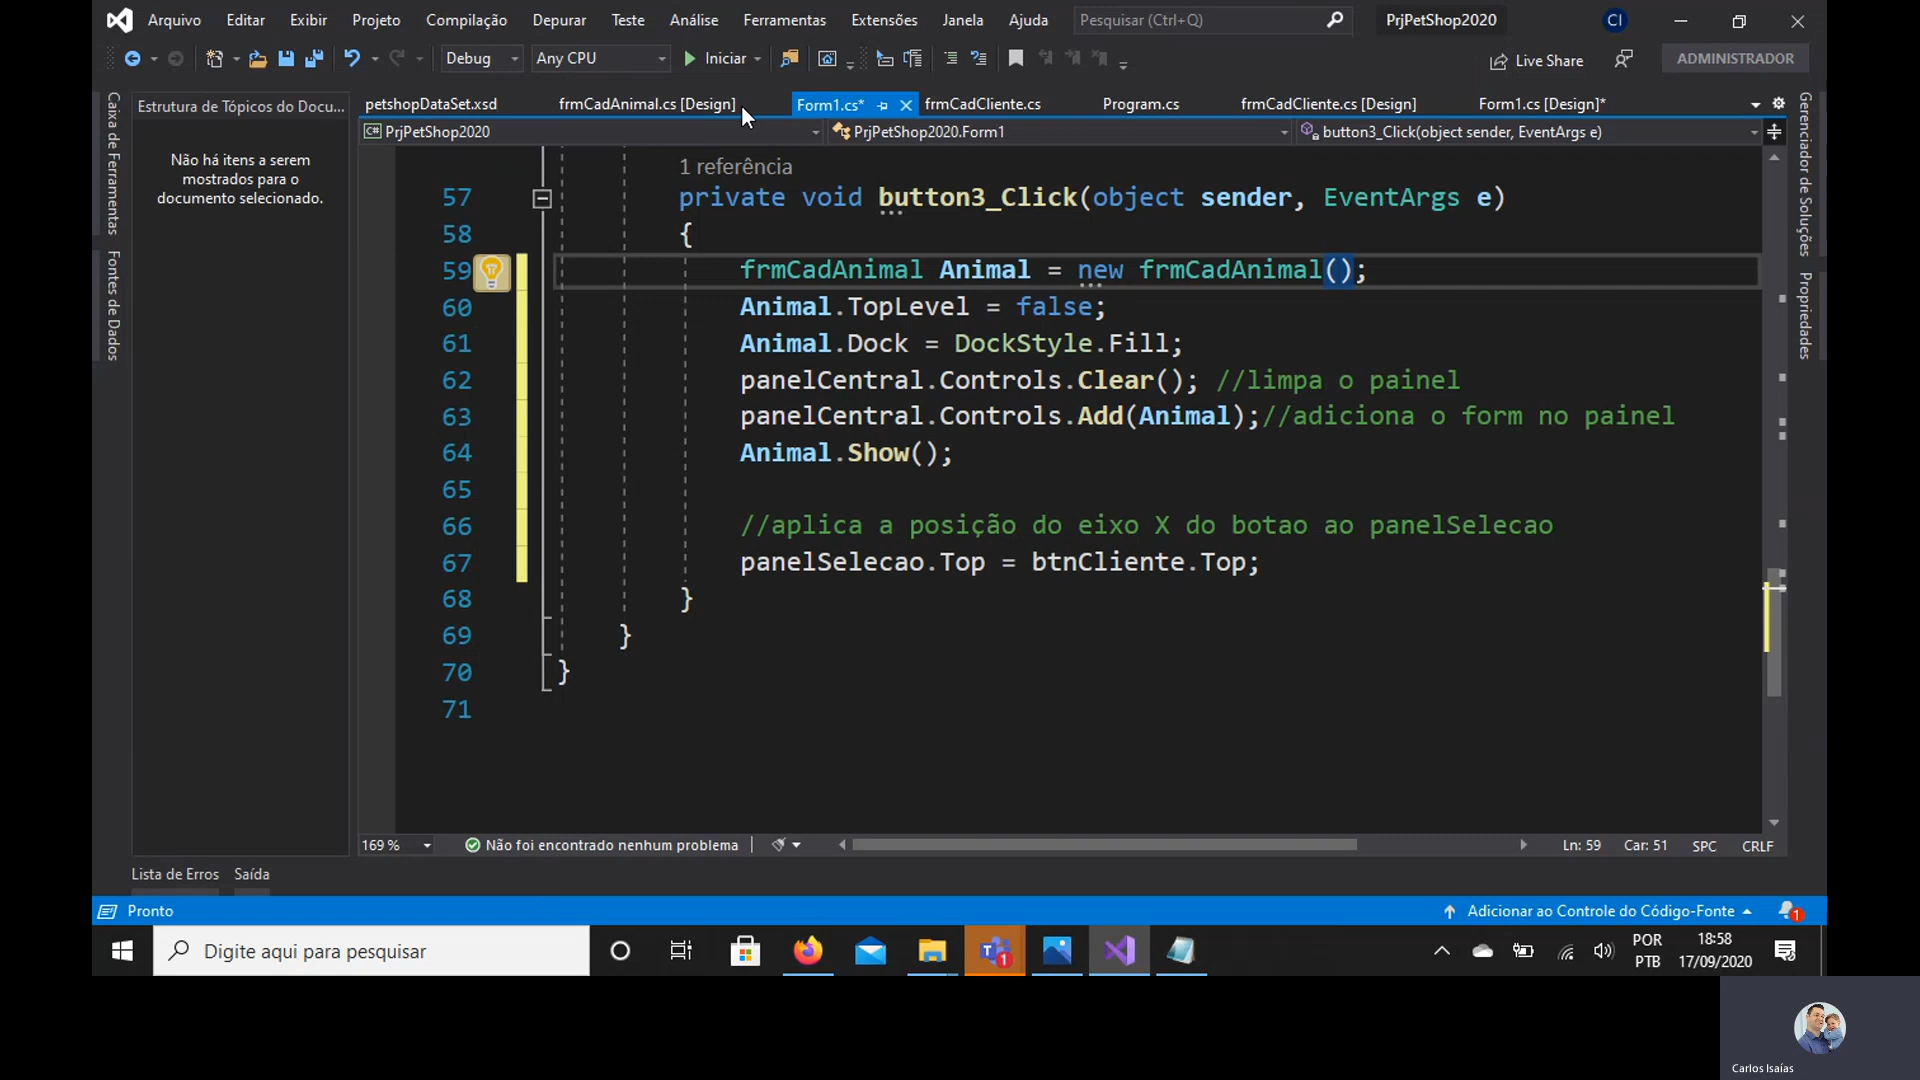 Arquivo Editar Exibir Projeto Compilação Depurar Teste Análise Ferramentas Extensões Janela Ajuda Pesquisar (Ctrl+Q) PrjPetShop2020 CI
Debug Any CPU Iniciar Live Share ADMINISTRADOR
Caixa de Ferramentas
Fontes de Dados
Estrutura de Tópicos do Docu...
Não há itens a serem
mostrados para o
documento selecionado.
petshopDataSet.xsd frmCadAnimal.cs [Design] Form1.cs* frmCadCliente.cs Program.cs frmCadCliente.cs [Design] Form1.cs [Design]*
C# PrjPetShop2020 PrjPetShop2020.Form1 button3_Click(object sender, EventArgs e)
1 referência
57 private void button3_Click(object sender, EventArgs e)
58 {
59 frmCadAnimal Animal = new frmCadAnimal();
60 Animal.TopLevel = false;
61 Animal.Dock = DockStyle.Fill;
62 panelCentral.Controls.Clear(); //limpa o painel
63 panelCentral.Controls.Add(Animal);//adiciona o form no painel
64 Animal.Show();
65
66 //aplica a posição do eixo X do botao ao panelSelecao
67 panelSelecao.Top = btnCliente.Top;
68 }
69 }
70 }
71
Gerenciador de Soluções
Propriedades
169 % Não foi encontrado nenhum problema Ln: 59 Car: 51 SPC CRLF
Lista de Erros Saída
Pronto Adicionar ao Controle do Código-Fonte 1
Digite aqui para pesquisar
T 1
POR
PTB
18:58
17/09/2020
Carlos Isaías